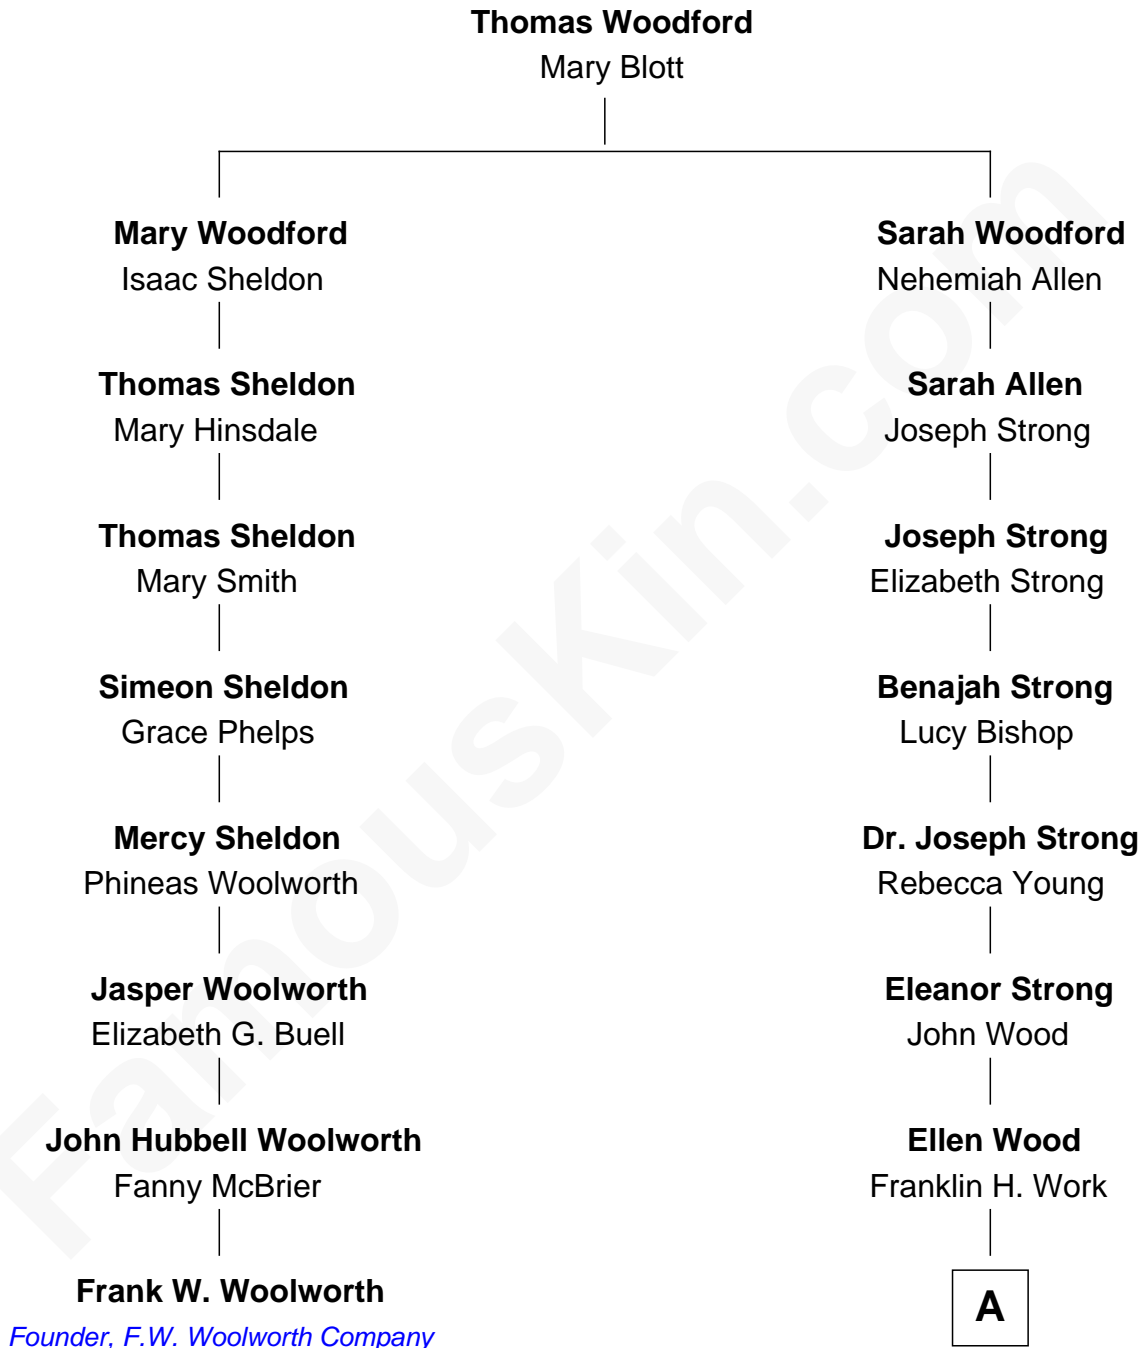 Thomas Woodford
Mary Blott
Mary Woodford
Isaac Sheldon
Sarah Woodford
Nehemiah Allen
Thomas Sheldon
Mary Hinsdale
Sarah Allen
Joseph Strong
Thomas Sheldon
Mary Smith
Joseph Strong
Elizabeth Strong
Simeon Sheldon
Grace Phelps
Benajah Strong
Lucy Bishop
Mercy Sheldon
Phineas Woolworth
Dr. Joseph Strong
Rebecca Young
Jasper Woolworth
Elizabeth G. Buell
Eleanor Strong
John Wood
John Hubbell Woolworth
Fanny McBrier
Ellen Wood
Franklin H. Work
Frank W. Woolworth
Founder, F.W. Woolworth Company
A
FamousKin.com